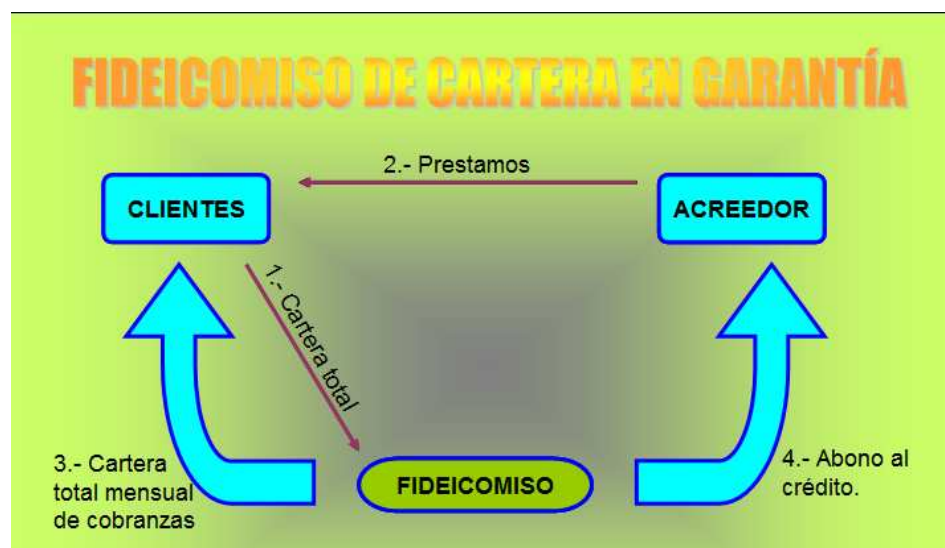 FIDEICOMISO DE CARTERA EN GARANTÍA
2.- Prestamos
CLIENTES
ACREEDOR
1.- Cartera total
3.- Cartera
total mensual
de cobranzas
FIDEICOMISO
4.- Abono al
crédito.